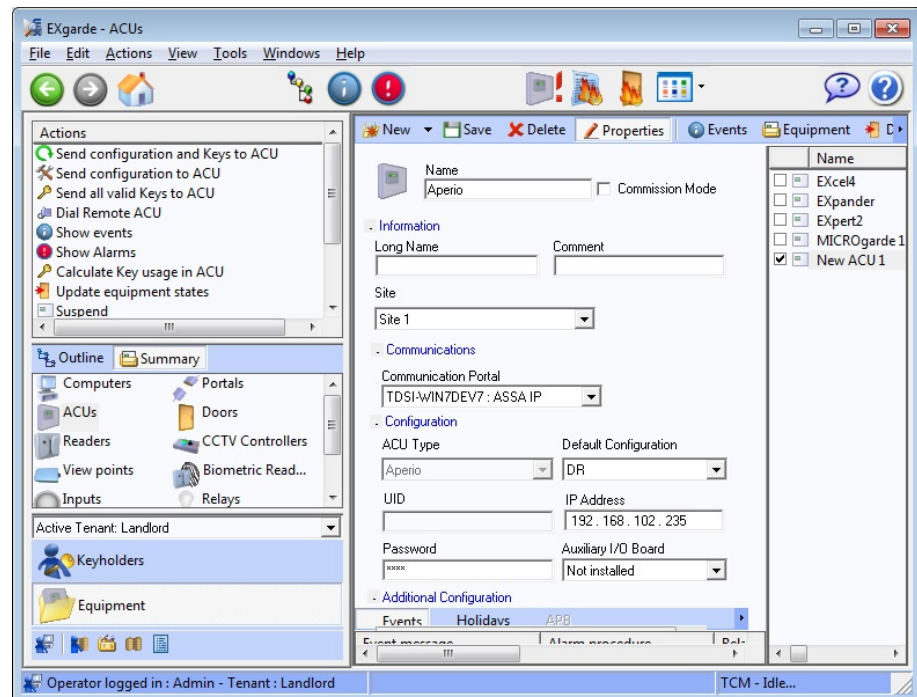 EXgarde - ACUs
File Edit Actions View Tools Windows Help
Actions
Send configuration and Keys to ACU
Send configuration to ACU
Send all valid Keys to ACU
Dial Remote ACU
Show events
Show Alarms
Calculate Key usage in ACU
Update equipment states
Suspend
Outline Summary
Computers Portals
ACUs Doors
Readers CCTV Controllers
View points Biometric Read...
Inputs Relays
Active Tenant: Landlord
Keyholders
Equipment
New Save Delete Properties Events Equipment
Name
Aperio Commission Mode
Information
Long Name Comment
Site
Site 1
Communications
Communication Portal
TDSI-WIN7DEV7 : ASSA IP
Configuration
ACU Type Default Configuration
Aperio DR
UID IP Address
192 . 168 . 102 . 235
Password Auxiliary I/O Board
**** Not installed
Additional Configuration
Events Holidays APB
Event message Alarm procedure
Name
EXcel4
EXpander
EXpert2
MICROgarde 1
New ACU 1
Operator logged in : Admin - Tenant : Landlord TCM - Idle...